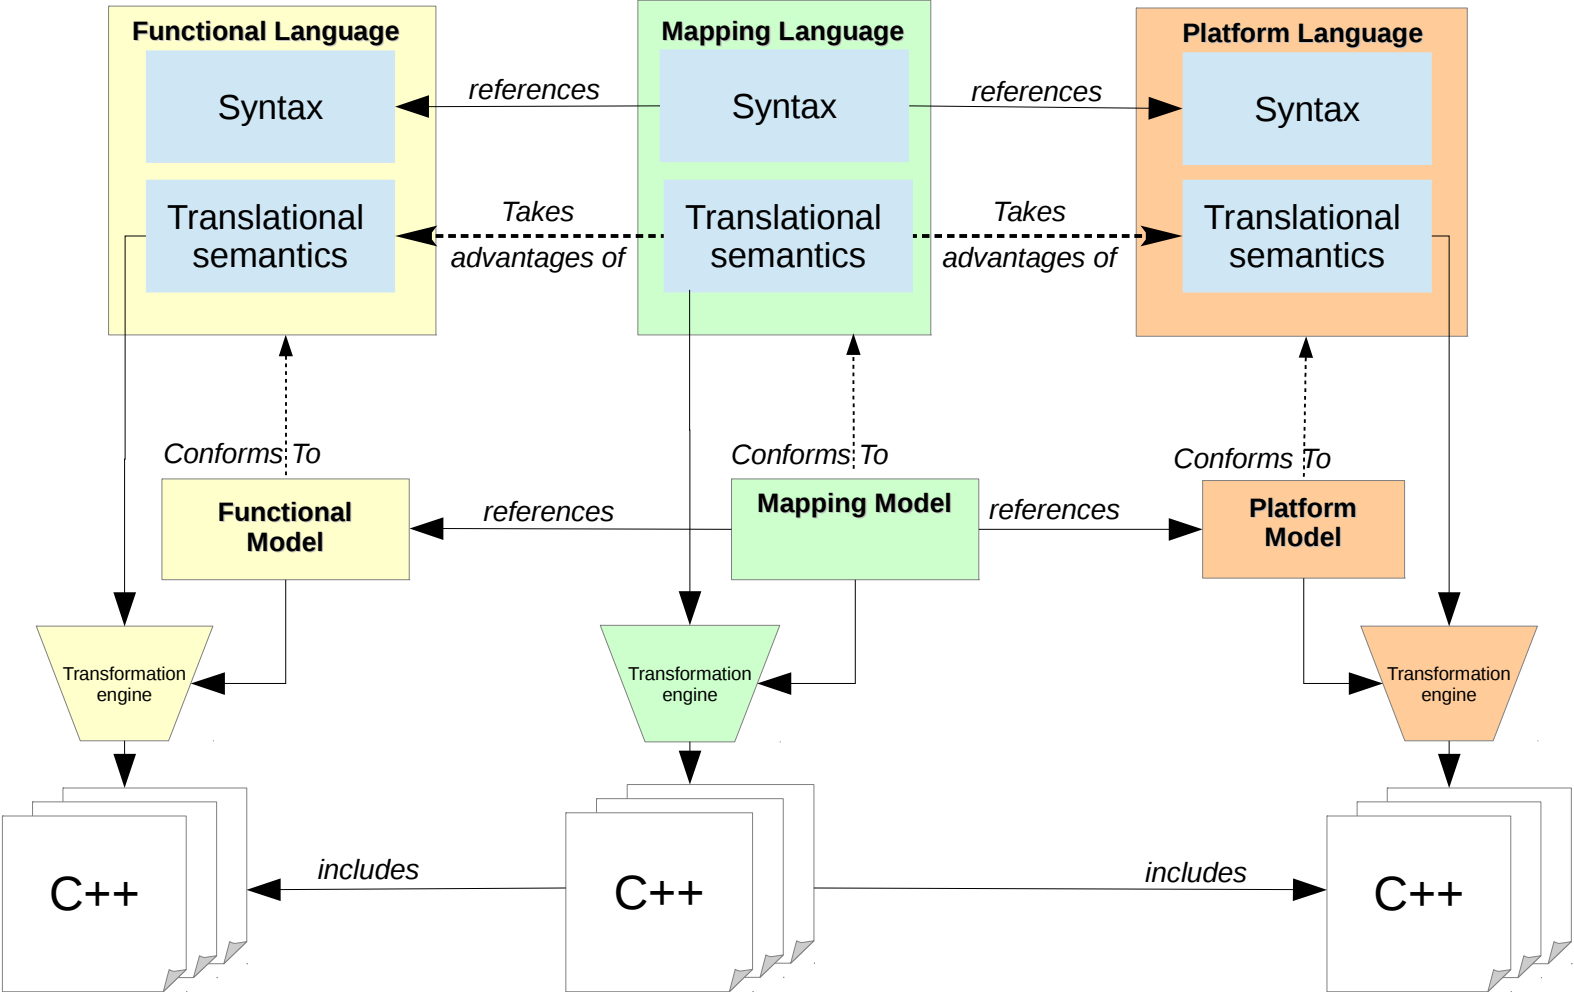 Functional Language
Mapping Language
Platform Language
Syntax
references
Syntax
references
Syntax
Translational
semantics
Takes
advantages of
Translational
semantics
Takes
advantages of
Translational
semantics
Conforms To
Conforms To
Conforms To
Functional
Model
references
Mapping Model
references
Platform
Model
Transformation
engine
Transformation
engine
Transformation
engine
C++
includes
C++
includes
C++